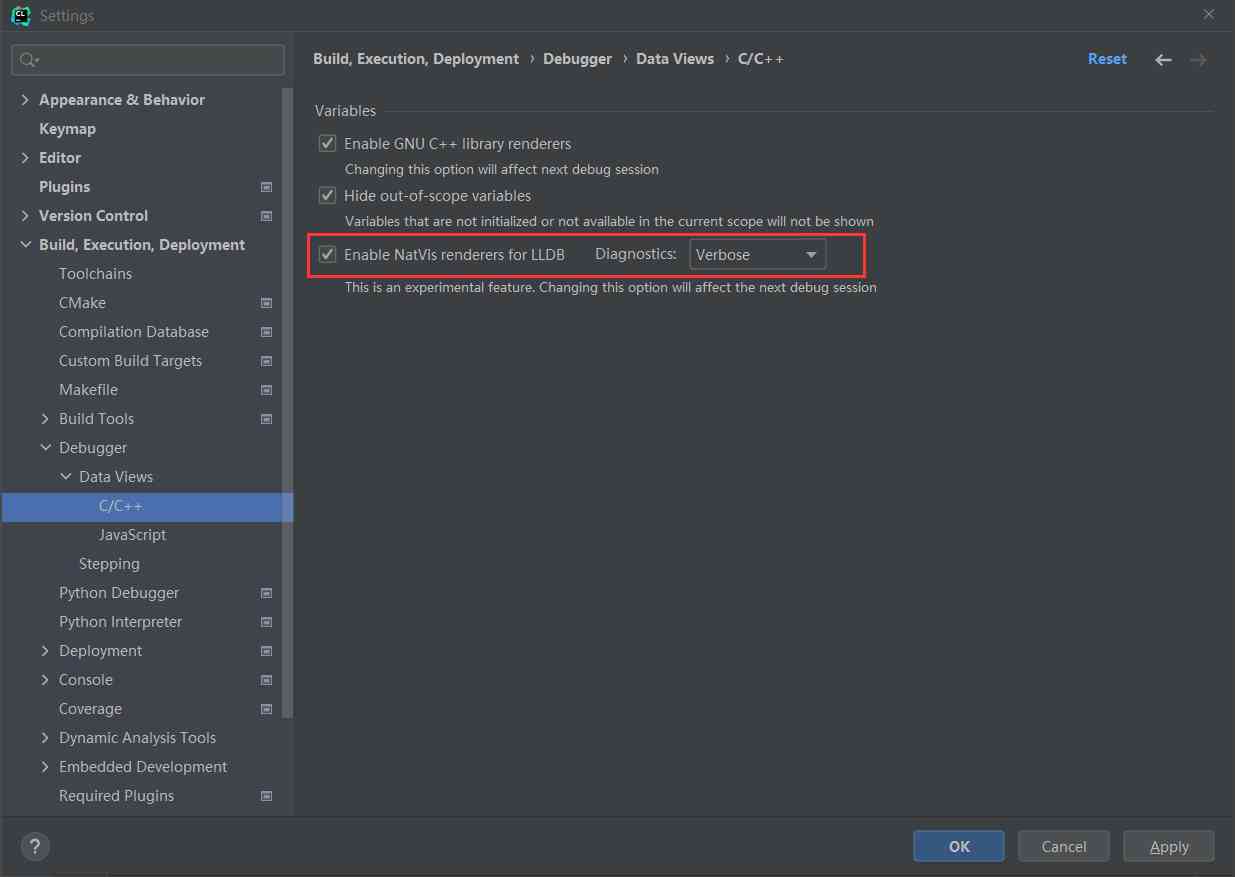 CL
Settings
Appearance & Behavior
Keymap
Editor
Plugins
Version Control
Build, Execution, Deployment
Toolchains
CMake
Compilation Database
Custom Build Targets
Makefile
Build Tools
Debugger
Data Views
C/C++
JavaScript
Stepping
Python Debugger
Python Interpreter
Deployment
Console
Coverage
Dynamic Analysis Tools
Embedded Development
Required Plugins
Build, Execution, Deployment › Debugger › Data Views › C/C++
Reset
Variables
Enable GNU C++ library renderers
Changing this option will affect next debug session
Hide out-of-scope variables
Variables that are not initialized or not available in the current scope will not be shown
Enable NatVis renderers for LLDB Diagnostics: Verbose
This is an experimental feature. Changing this option will affect the next debug session
?
OK Cancel Apply